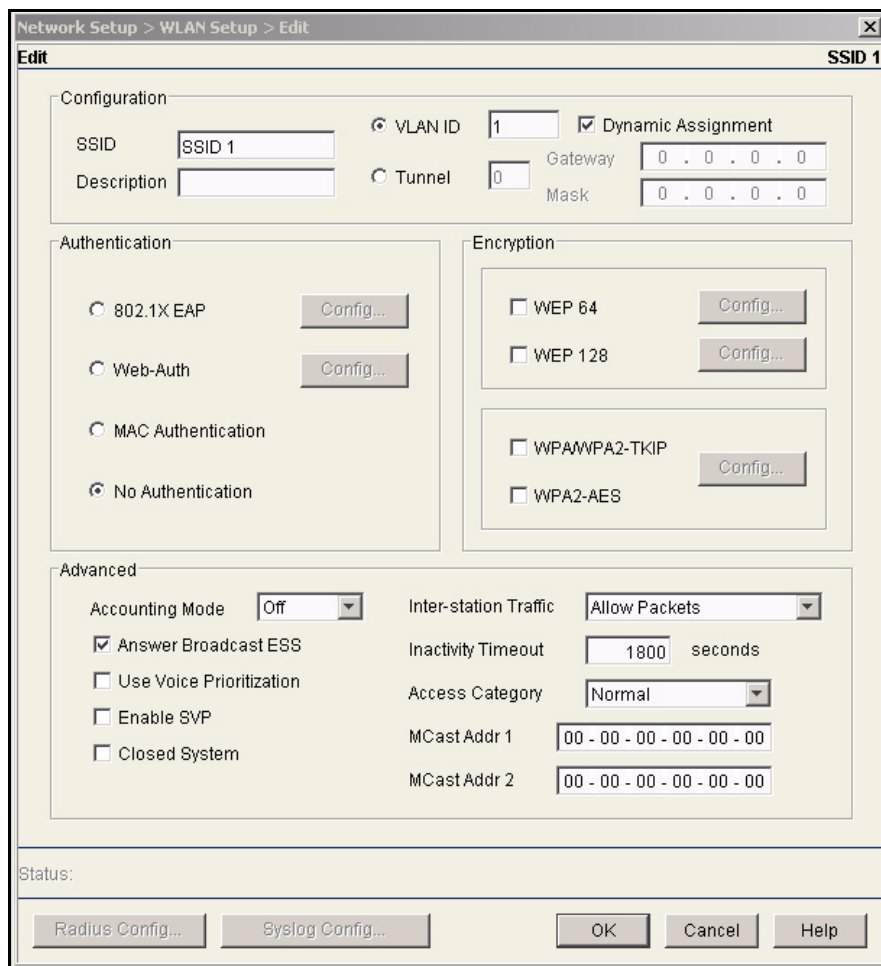 Network Setup > WLAN Setup > Edit
Edit SSID 1
Configuration
SSID SSID 1
Description
VLAN ID 1 Dynamic Assignment
Tunnel 0
Gateway 0 . 0 . 0 . 0
Mask 0 . 0 . 0 . 0
Authentication
802.1X EAP Config...
Web-Auth Config...
MAC Authentication
No Authentication
Encryption
WEP 64 Config...
WEP 128 Config...
WPA/WPA2-TKIP
Config...
WPA2-AES
Advanced
Accounting Mode Off
Answer Broadcast ESS
Use Voice Prioritization
Enable SVP
Closed System
Inter-station Traffic Allow Packets
Inactivity Timeout 1800 seconds
Access Category Normal
MCast Addr 1 00 - 00 - 00 - 00 - 00 - 00
MCast Addr 2 00 - 00 - 00 - 00 - 00 - 00
Status:
Radius Config... Syslog Config... OK Cancel Help